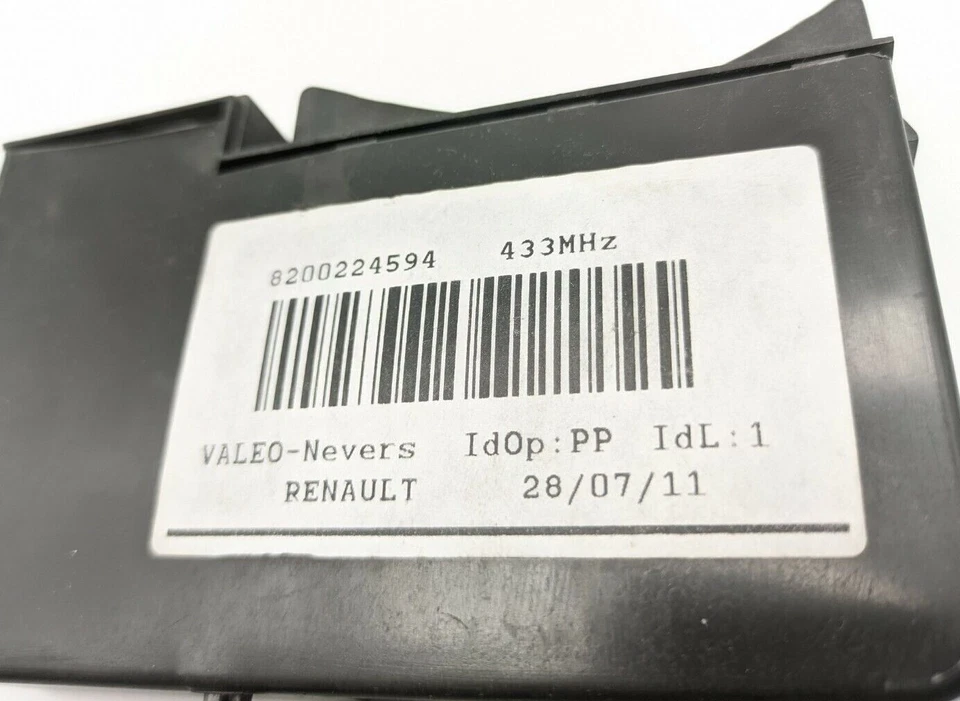 8200224594 433MHz
VALEO-Nevers IdOp:PP IdL:1
RENAULT 28/07/11